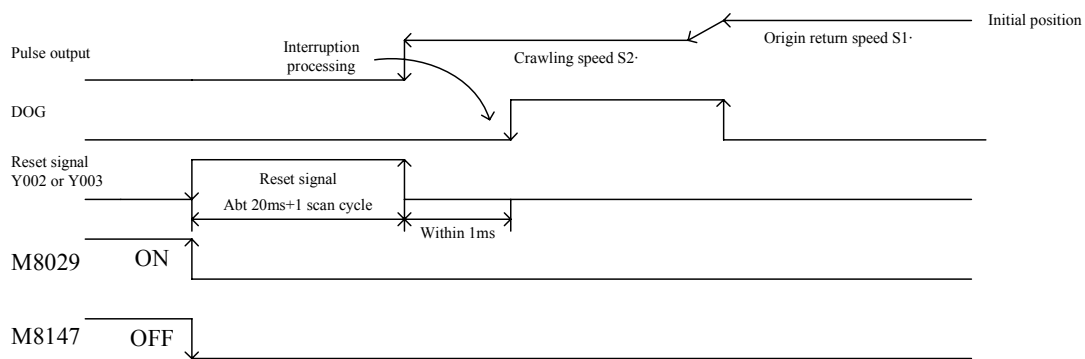 Initial position
Origin return speed S1·
Pulse output
Interruption
processing
Crawling speed S2·
DOG
Reset signal
Y002 or Y003
Reset signal
Abt 20ms+1 scan cycle
Within 1ms
M8029 ON
M8147 OFF